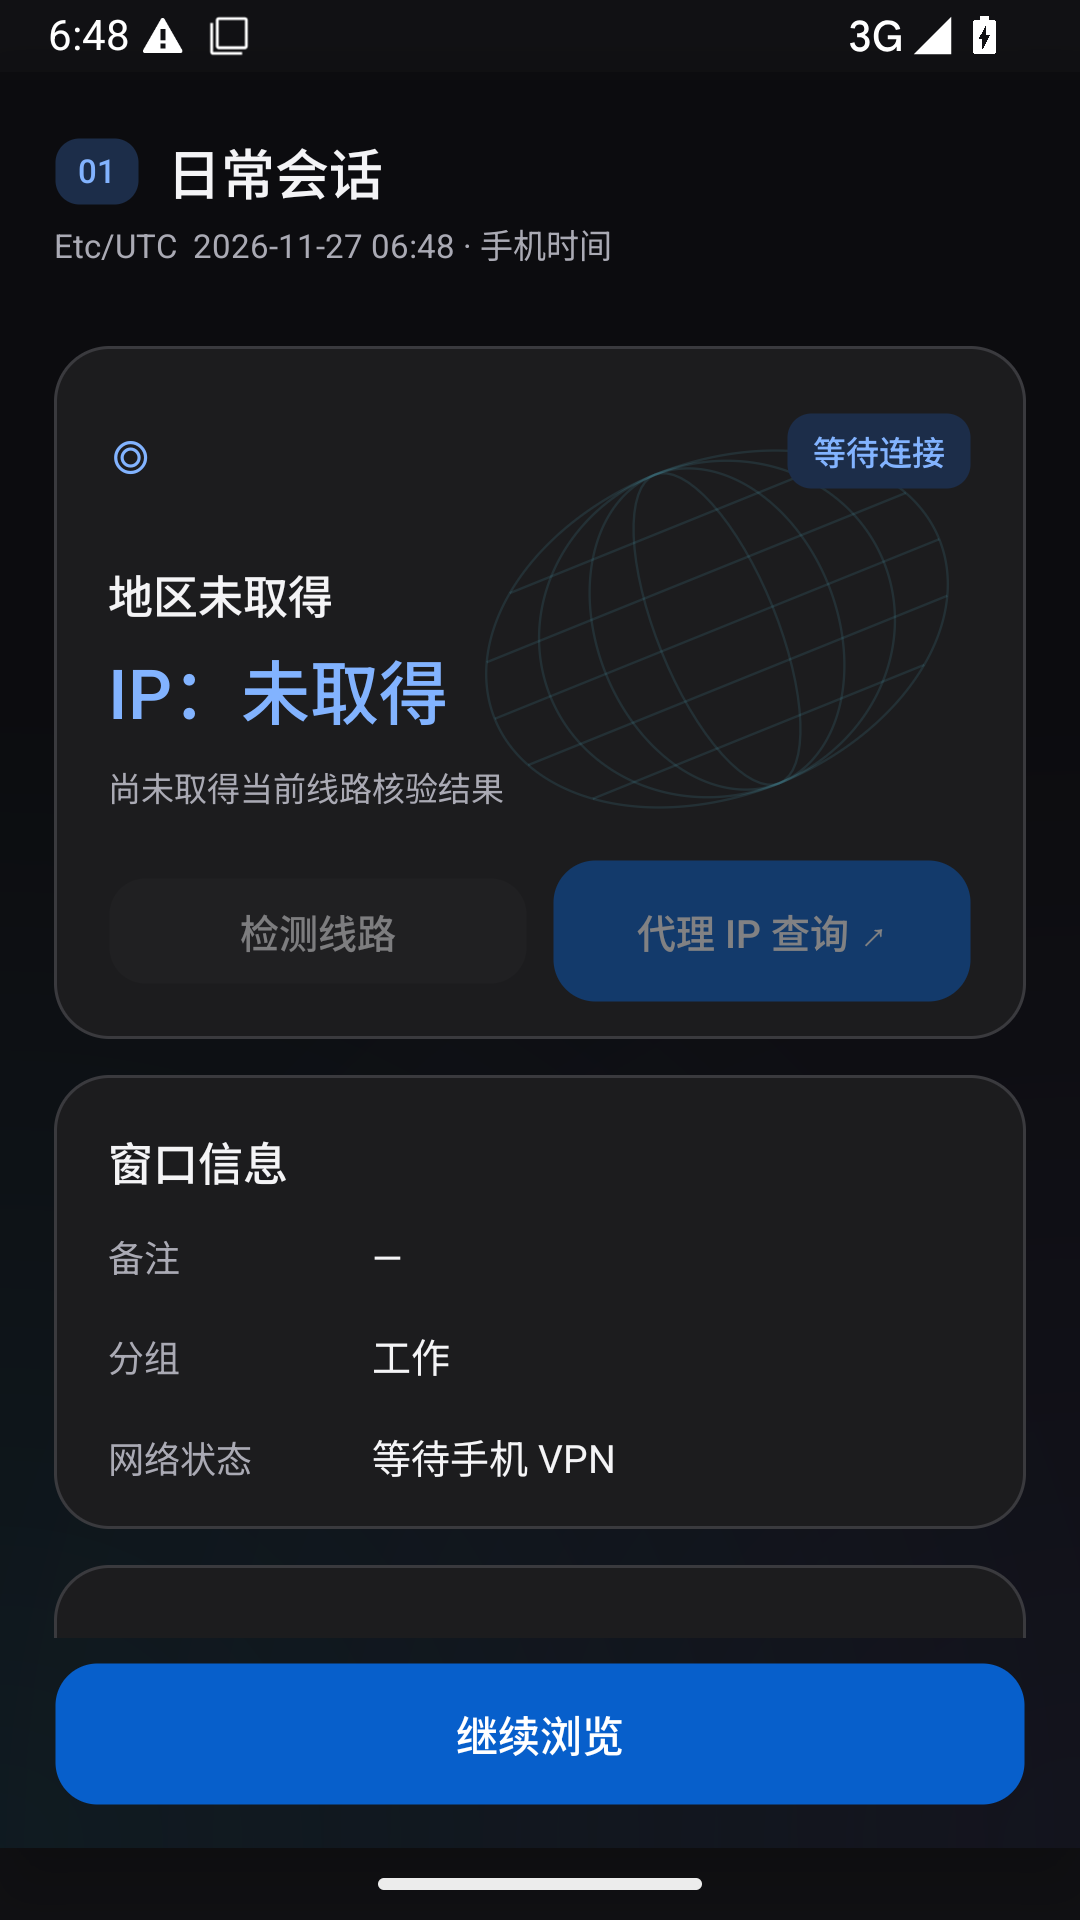 6:48
3G
01 日常会话
Etc/UTC 2026-11-27 06:48 · 手机时间
等待连接
地区未取得
IP：未取得
尚未取得当前线路核验结果
检测线路
代理 IP 查询 ↗
窗口信息
备注 —
分组 工作
网络状态 等待手机 VPN
继续浏览